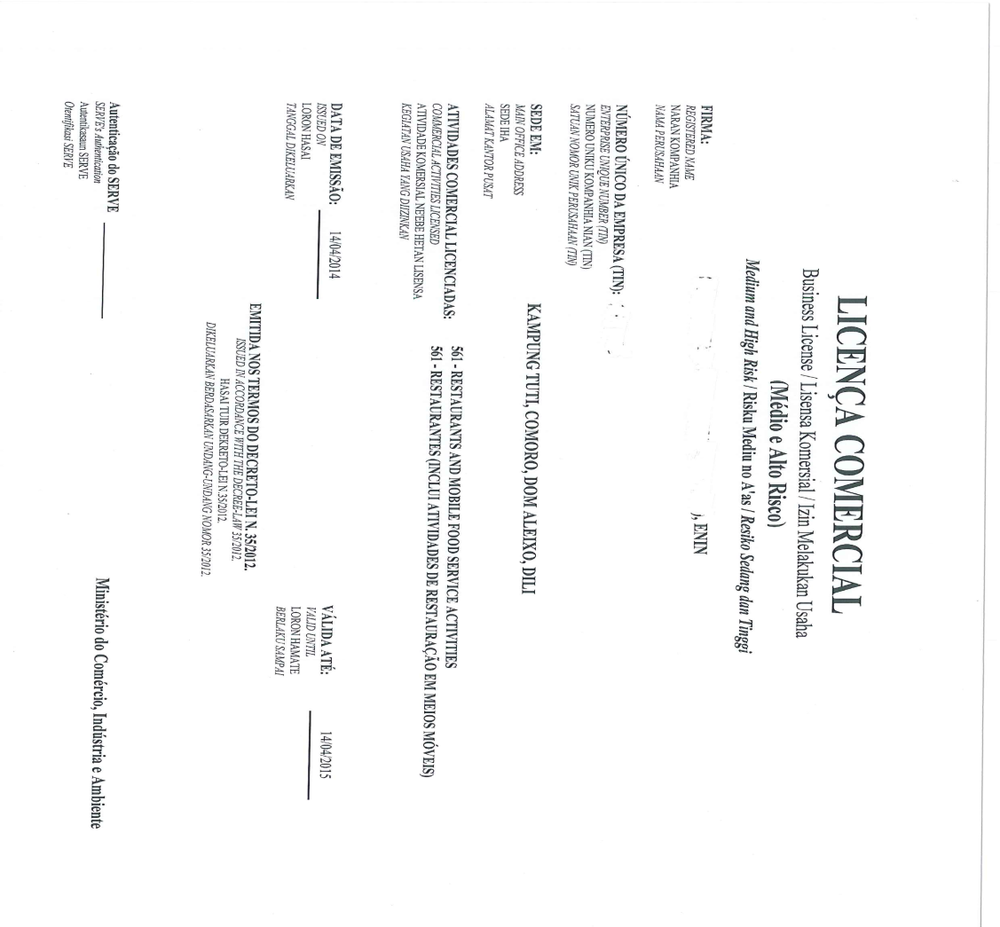 LICENÇA COMERCIAL
Business License / Lisensa Komersial / Izin Melakukan Usaha
(Médio e Alto Risco)
Medium and High Risk / Risku Mediu no A'as / Resiko Sedang dan Tinggi
FIRMA:
REGISTERED NAME
NARAN KOMPANHIA
NAMA PERUSAHAAN
), ENIN
NÚMERO ÚNICO DA EMPRESA (TIN):
ENTERPRISE UNIQUE NUMBER (TIN)
NUMERO UNIKU KOMPANHIA NIAN (TIN)
SATUAN NOMOR UNIK PERUSAHAAN (TIN)
SEDE EM:
MAIN OFFICE ADDRESS
SEDE IHA
ALAMAT KANTOR PUSAT
KAMPUNG TUTI, COMORO, DOM ALEIXO, DILI
ATIVIDADES COMERCIAL LICENCIADAS:
COMMERCIAL ACTIVITIES LICENSED
ATIVIDADE KOMERSIAL NE'EBE HETAN LISENSA
KEGIATAN USAHA YANG DIIZINKAN
561 - RESTAURANTS AND MOBILE FOOD SERVICE ACTIVITIES
561 - RESTAURANTES (INCLUI ATIVIDADES DE RESTAURAÇÃO EM MEIOS MÓVEIS)
DATA DE EMISSÃO: 14/04/2014
ISSUED ON
LORON HASAI
TANGGAL DIKELUARKAN
VÁLIDA ATÉ: 14/04/2015
VALID UNTIL
LORON HAMATE
BERLAKU SAMPAI
EMITIDA NOS TERMOS DO DECRETO-LEI N. 35/2012.
ISSUED IN ACCORDANCE WITH THE DECREE-LAW 35/2012.
HASAI TUIR DEKRETO-LEI N. 35/2012.
DIKELUARKAN BERDASARKAN UNDANG-UNDANG NOMOR 35/2012.
Autenticação do SERVE
SERVE's Authentication
Autentikasaun SERVE
Otentifikasi SERVE
Ministério do Comércio, Indústria e Ambiente